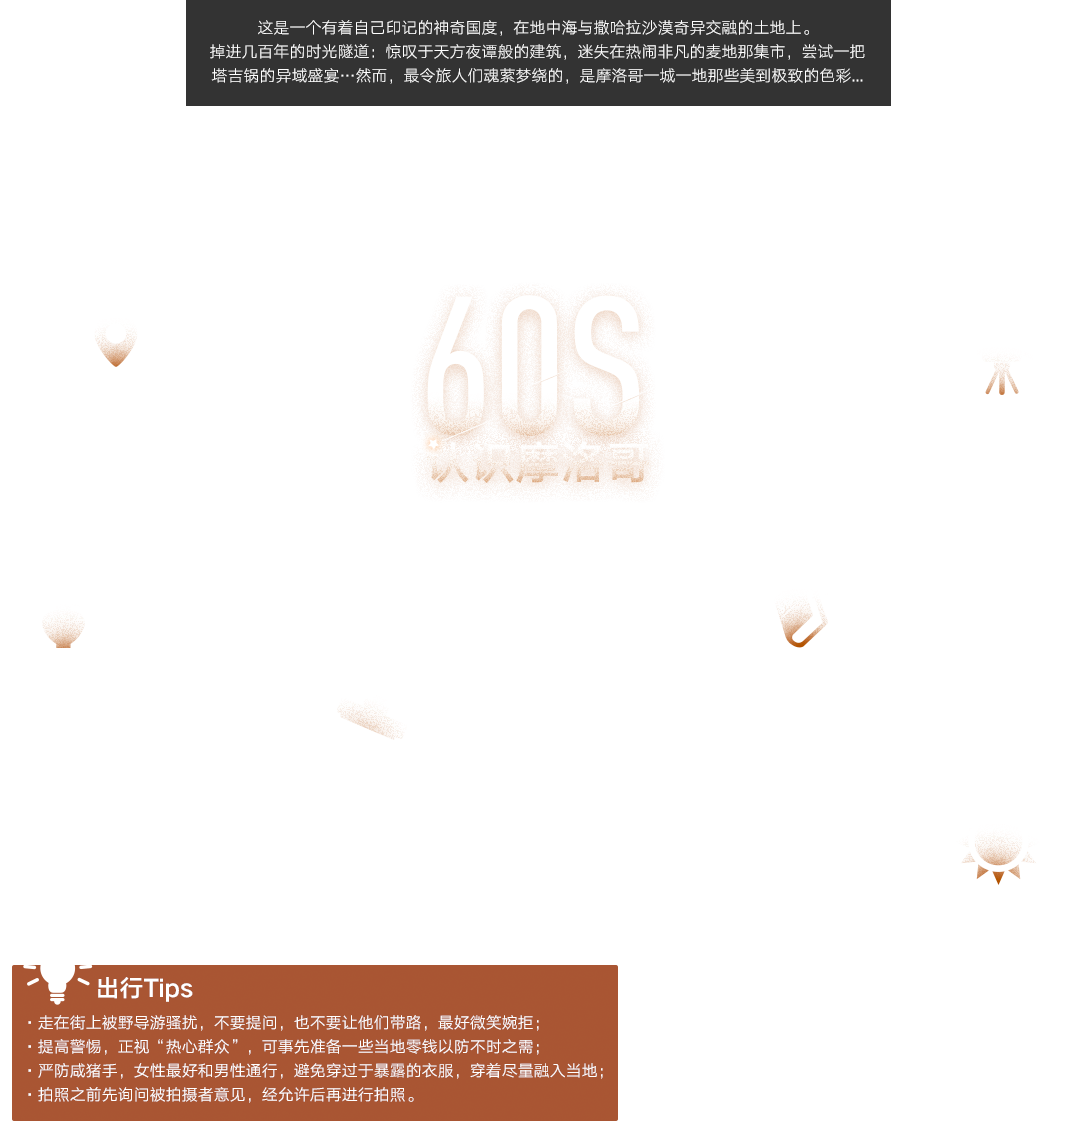 这是一个有着自己印记的神奇国度，在地中海与撒哈拉沙漠奇异交融的土地上。
掉进几百年的时光隧道：惊叹于天方夜谭般的建筑，迷失在热闹非凡的麦地那集市，尝试一把
塔吉锅的异域盛宴…然而，最令旅人们魂萦梦绕的，是摩洛哥一城一地那些美到极致的色彩...
60S
认识摩洛哥
出行Tips
· 走在街上被野导游骚扰，不要提问，也不要让他们带路，最好微笑婉拒；
· 提高警惕，正视“热心群众”，可事先准备一些当地零钱以防不时之需；
· 严防咸猪手，女性最好和男性通行，避免穿过于暴露的衣服，穿着尽量融入当地；
· 拍照之前先询问被拍摄者意见，经允许后再进行拍照。